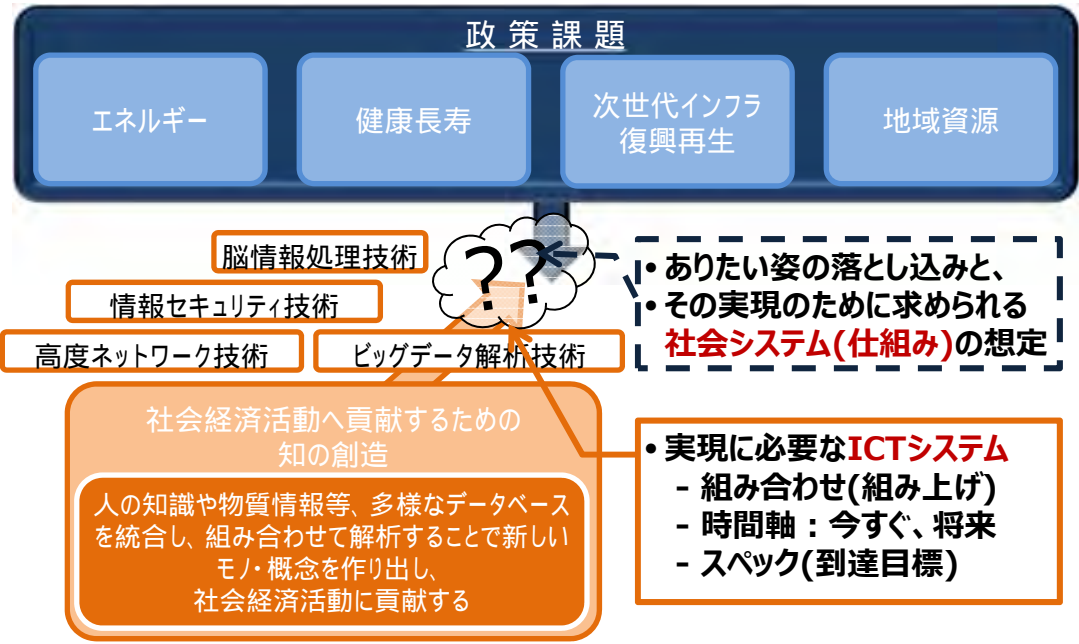 政策課題
エネルギー
健康長寿
次世代インフラ
復興再生
地域資源
??
脳情報処理技術
情報セキュリティ技術
高度ネットワーク技術
ビッグデータ解析技術
• ありたい姿の落とし込みと、
• その実現のために求められる
社会システム(仕組み)の想定
社会経済活動へ貢献するための
知の創造
人の知識や物質情報等、多様なデータベース
を統合し、組み合わせて解析することで新しい
モノ・概念を作り出し、
社会経済活動に貢献する
• 実現に必要なICTシステム
- 組み合わせ(組み上げ)
- 時間軸：今すぐ、将来
- スペック(到達目標)